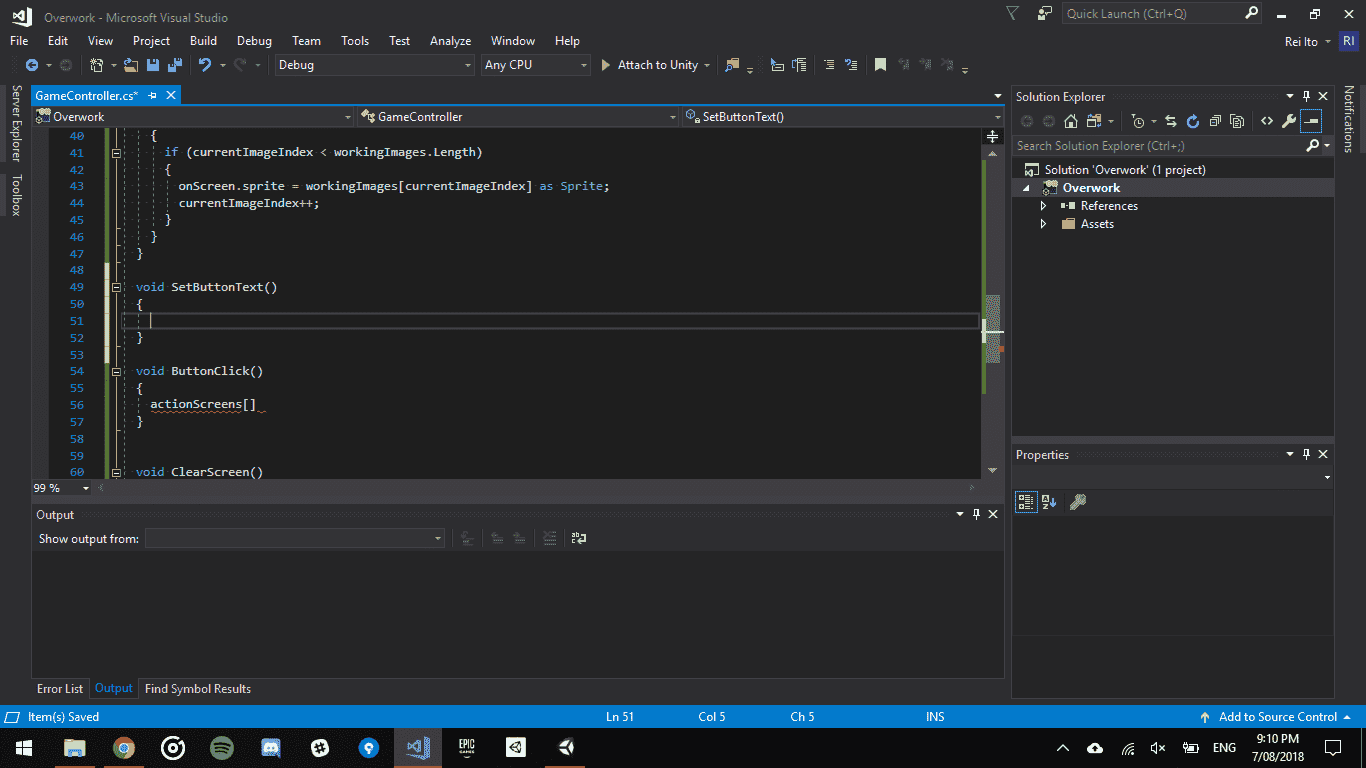 Overwork - Microsoft Visual Studio
Quick Launch (Ctrl+Q)
File Edit View Project Build Debug Team Tools Test Analyze Window Help
Rei Ito RI
Debug Any CPU Attach to Unity
Server Explorer
Toolbox
GameController.cs*
Overwork GameController SetButtonText()
40 {
41 if (currentImageIndex < workingImages.Length)
42 {
43 onScreen.sprite = workingImages[currentImageIndex] as Sprite;
44 currentImageIndex++;
45 }
46 }
47 }
48
49 void SetButtonText()
50 {
51
52 }
53
54 void ButtonClick()
55 {
56 actionScreens[]
57 }
58
59
60 void ClearScreen()
99 %
Output
Show output from:
Error List Output Find Symbol Results
Solution Explorer
Search Solution Explorer (Ctrl+;)
Solution 'Overwork' (1 project)
Overwork
References
Assets
Properties
Notifications
Item(s) Saved Ln 51 Col 5 Ch 5 INS Add to Source Control
EPIC
GAMES
ENG
9:10 PM
7/08/2018